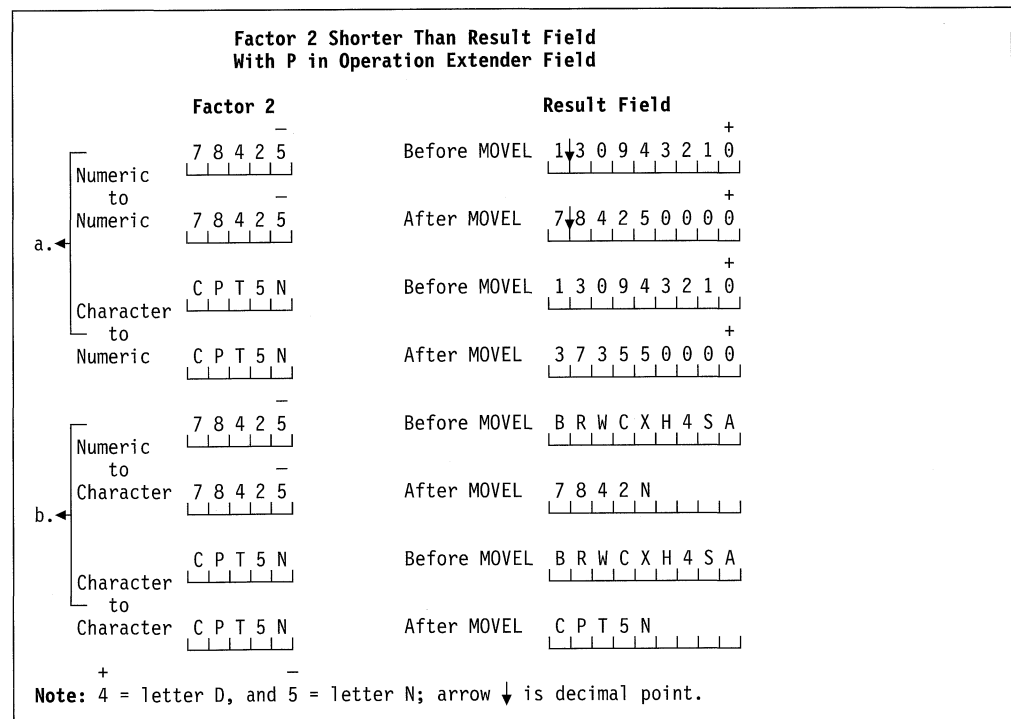 Factor 2 Shorter Than Result Field
With P in Operation Extender Field
Factor 2 Result Field
− +
7 8 4 2 5 Before MOVEL 1↓3 0 9 4 3 2 1 0
Numeric
to
− +
Numeric 7 8 4 2 5 After MOVEL 7↓8 4 2 5 0 0 0 0
a.
+
C P T 5 N Before MOVEL 1 3 0 9 4 3 2 1 0
Character
to
+
Numeric C P T 5 N After MOVEL 3 7 3 5 5 0 0 0 0
−
7 8 4 2 5 Before MOVEL B R W C X H 4 S A
Numeric
to
−
Character 7 8 4 2 5 After MOVEL 7 8 4 2 N
b.
C P T 5 N Before MOVEL B R W C X H 4 S A
Character
to
Character C P T 5 N After MOVEL C P T 5 N
+ −
Note: 4 = letter D, and 5 = letter N; arrow ↓ is decimal point.